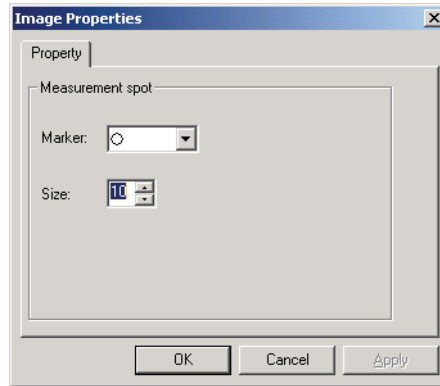 Image Properties
Property
Measurement spot
Marker:
Size: 10
OK Cancel Apply